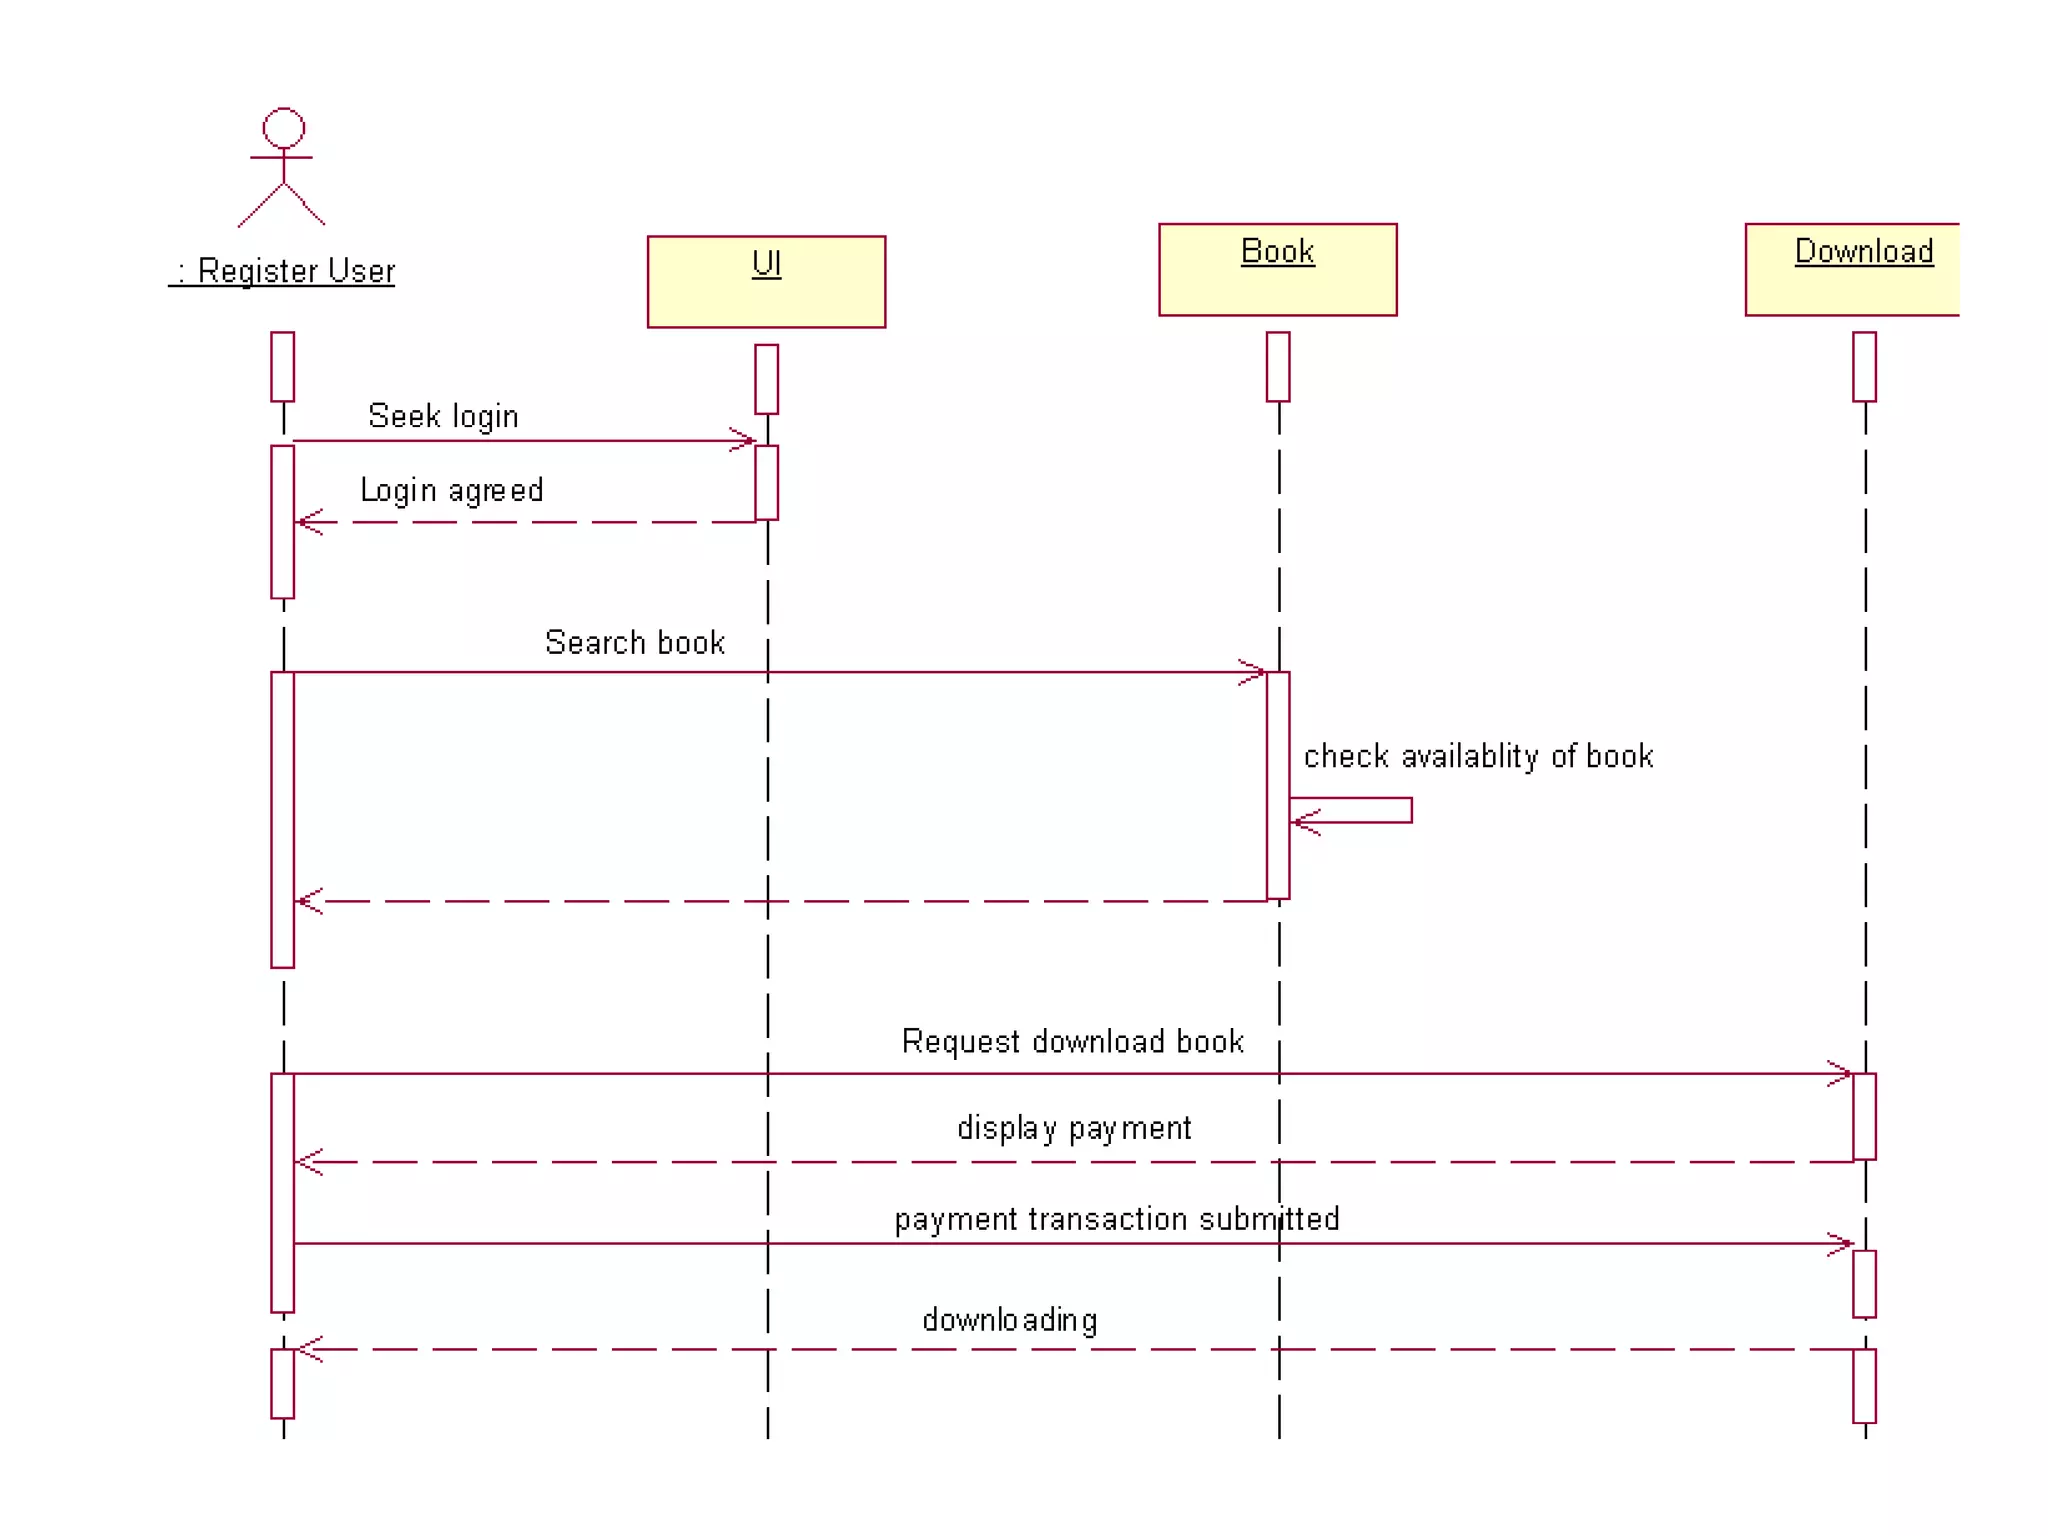 : Register User
UI
Book
Download
Seek login
Login agreed
Search book
check availablity of book
Request download book
display payment
payment transaction submitted
downloading